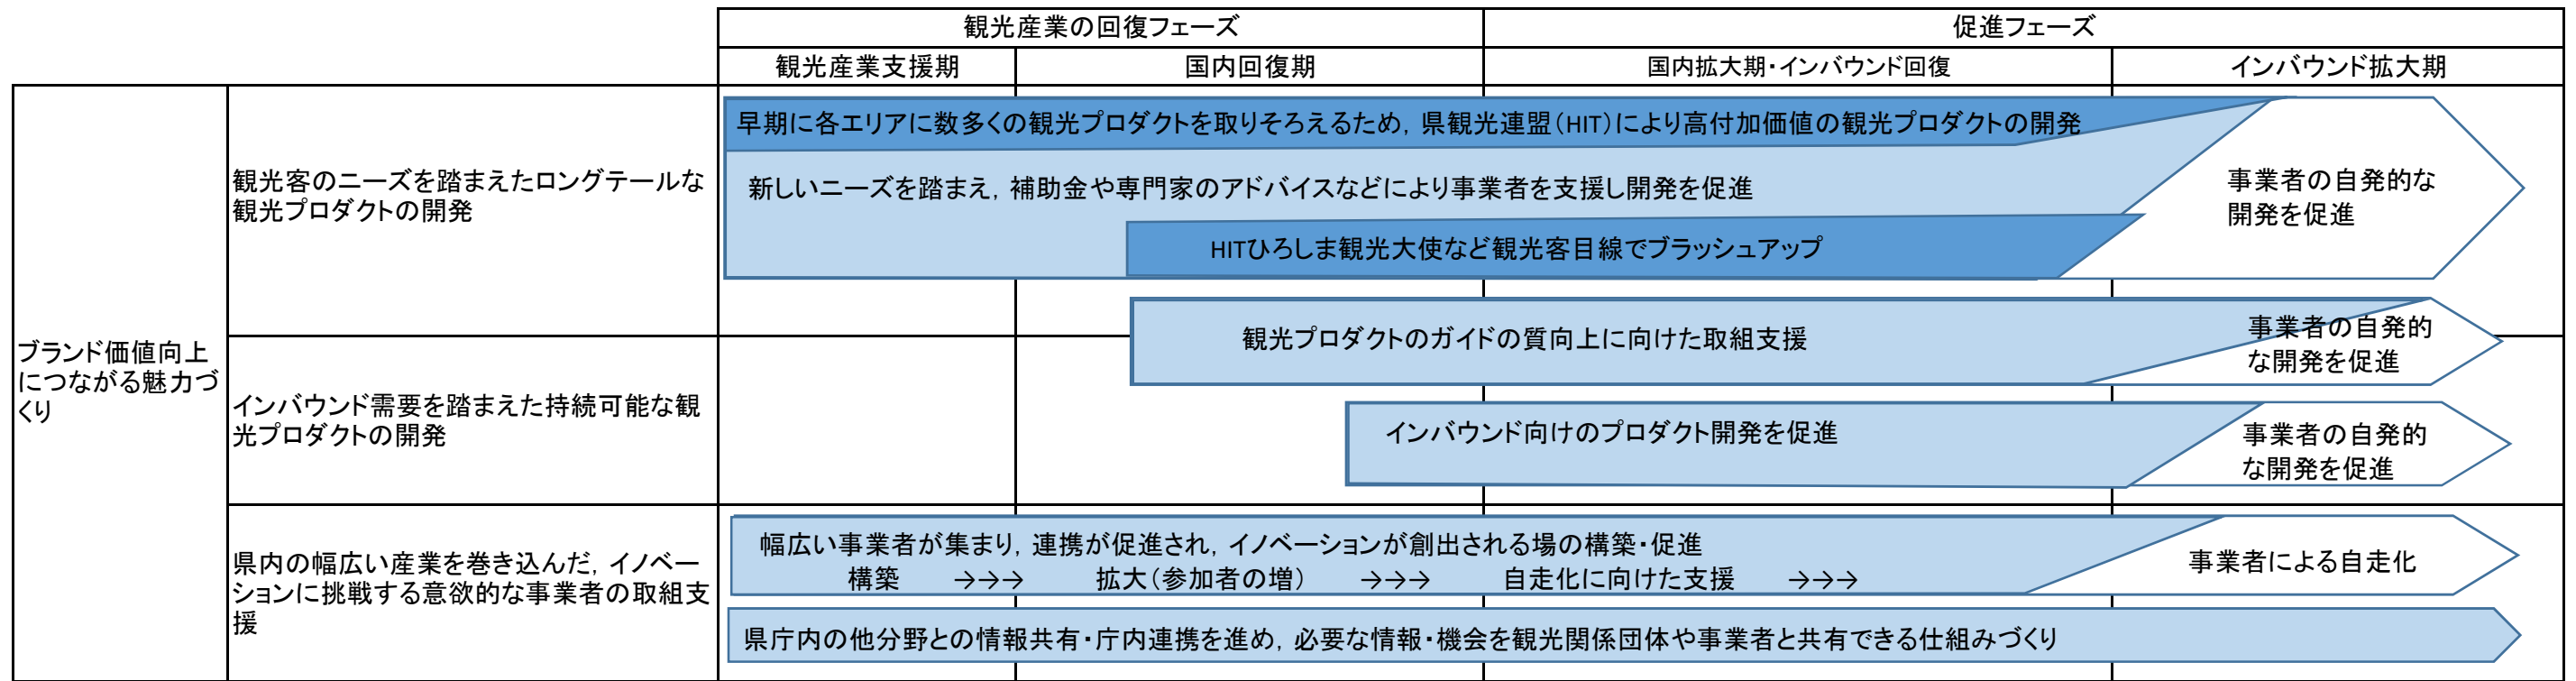 観光産業の回復フェーズ
促進フェーズ
観光産業支援期
国内回復期
国内拡大期・インバウンド回復
インバウンド拡大期
ブランド価値向上
につながる魅力づ
くり
観光客のニーズを踏まえたロングテールな
観光プロダクトの開発
早期に各エリアに数多くの観光プロダクトを取りそろえるため，県観光連盟（HIT）により高付加価値の観光プロダクトの開発
新しいニーズを踏まえ，補助金や専門家のアドバイスなどにより事業者を支援し開発を促進
HITひろしま観光大使など観光客目線でブラッシュアップ
事業者の自発的な
開発を促進
観光プロダクトのガイドの質向上に向けた取組支援
事業者の自発的
な開発を促進
インバウンド需要を踏まえた持続可能な観
光プロダクトの開発
インバウンド向けのプロダクト開発を促進
事業者の自発的
な開発を促進
県内の幅広い産業を巻き込んだ，イノベー
ションに挑戦する意欲的な事業者の取組支
援
幅広い事業者が集まり，連携が促進され，イノベーションが創出される場の構築・促進
構築　→→→　拡大（参加者の増）　→→→　自走化に向けた支援　→→→
事業者による自走化
県庁内の他分野との情報共有・庁内連携を進め，必要な情報・機会を観光関係団体や事業者と共有できる仕組みづくり